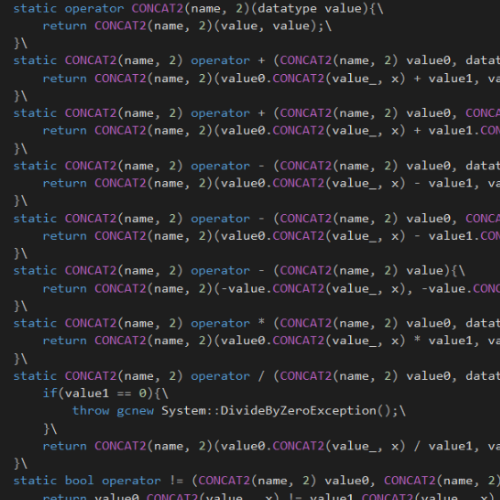 static operator CONCAT2(name, 2)(datatype value){\
return CONCAT2(name, 2)(value, value);\
}\
static CONCAT2(name, 2) operator + (CONCAT2(name, 2) value0, datat
return CONCAT2(name, 2)(value0.CONCAT2(value_, x) + value1, va
}\
static CONCAT2(name, 2) operator + (CONCAT2(name, 2) value0, CONCA
return CONCAT2(name, 2)(value0.CONCAT2(value_, x) + value1.CON
}\
static CONCAT2(name, 2) operator - (CONCAT2(name, 2) value0, datat
return CONCAT2(name, 2)(value0.CONCAT2(value_, x) - value1, va
}\
static CONCAT2(name, 2) operator - (CONCAT2(name, 2) value0, CONCA
return CONCAT2(name, 2)(value0.CONCAT2(value_, x) - value1.CON
}\
static CONCAT2(name, 2) operator - (CONCAT2(name, 2) value){\
return CONCAT2(name, 2)(-value.CONCAT2(value_, x), -value.CONC
}\
static CONCAT2(name, 2) operator * (CONCAT2(name, 2) value0, datat
return CONCAT2(name, 2)(value0.CONCAT2(value_, x) * value1, va
}\
static CONCAT2(name, 2) operator / (CONCAT2(name, 2) value0, datat
if(value1 == 0){\
throw gcnew System::DivideByZeroException();\
}\
return CONCAT2(name, 2)(value0.CONCAT2(value_, x) / value1, va
}\
static bool operator != (CONCAT2(name, 2) value0, CONCAT2(name, 2)
return value0.CONCAT2(value_, x) != value1.CONCAT2(value_, x)